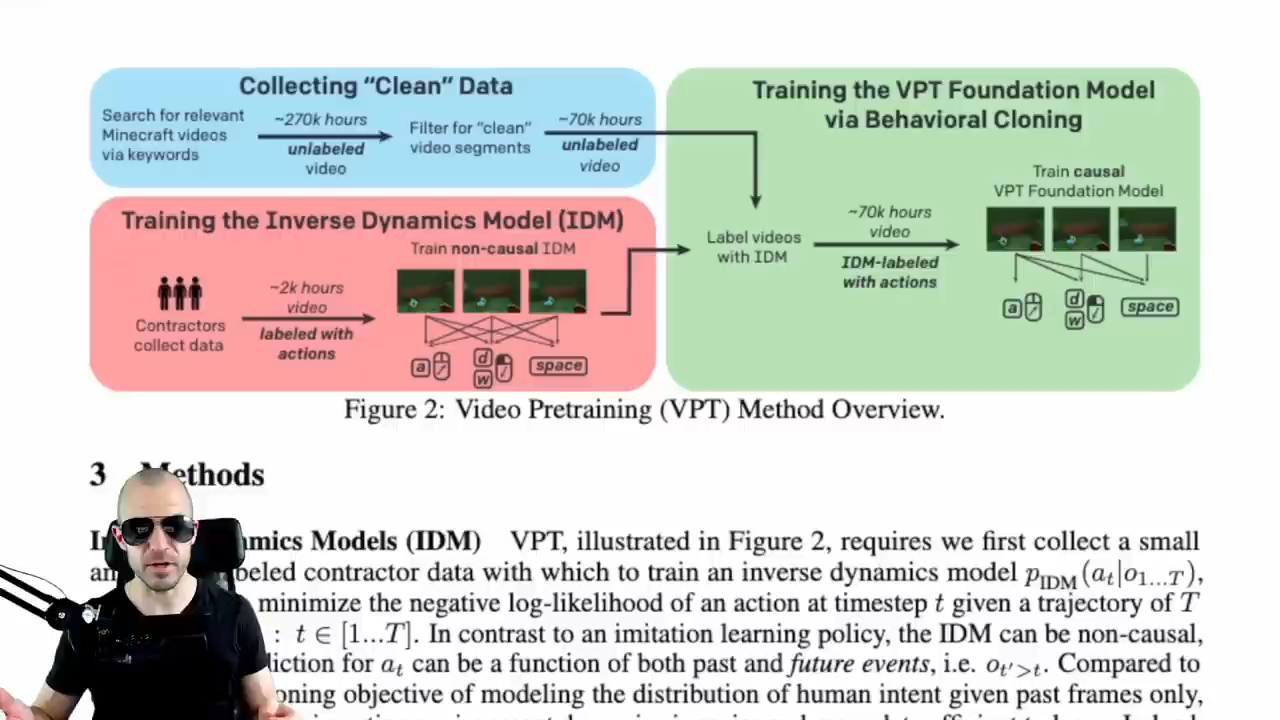 Collecting “Clean” Data
Search for relevant
Minecraft videos
via keywords
~270k hours
unlabeled
video
Filter for “clean”
video segments
~70k hours
unlabeled
video
Training the Inverse Dynamics Model (IDM)
Contractors
collect data
~2k hours
video
labeled with
actions
Train non-causal IDM
a
d
w
space
Training the VPT Foundation Model
via Behavioral Cloning
Label videos
with IDM
~70k hours
video
IDM-labeled
with actions
Train causal
VPT Foundation Model
a
d
w
space
Figure 2: Video Pretraining (VPT) Method Overview.
3 Methods
Models (IDM) VPT, illustrated in Figure 2, requires we first collect a small
contractor data with which to train an inverse dynamics model p_IDM(a_t|o_1...T),
minimize the negative log-likelihood of an action at timestep t given a trajectory of T
: t ∈ [1...T]. In contrast to an imitation learning policy, the IDM can be non-causal,
for a_t can be a function of both past and future events, i.e. o_t′>t. Compared to
objective of modeling the distribution of human intent given past frames only,